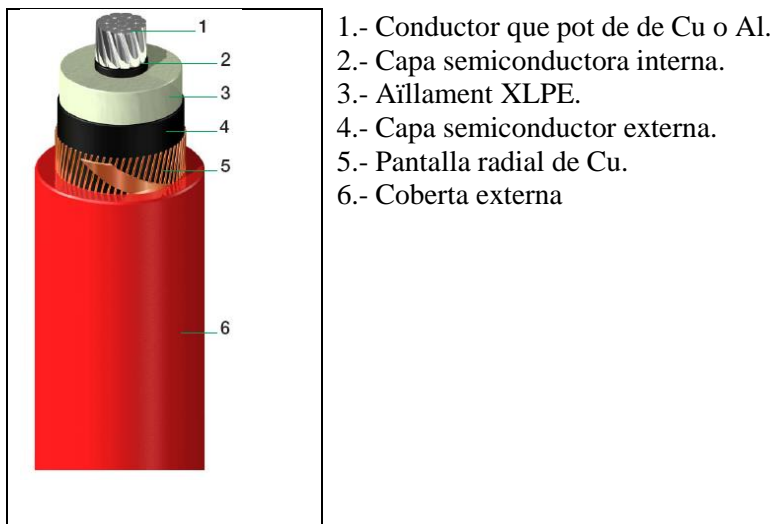 1
2
3
4
5
6
1.- Conductor que pot de de Cu o Al.
2.- Capa semiconductora interna.
3.- Aïllament XLPE.
4.- Capa semiconductor externa.
5.- Pantalla radial de Cu.
6.- Coberta externa